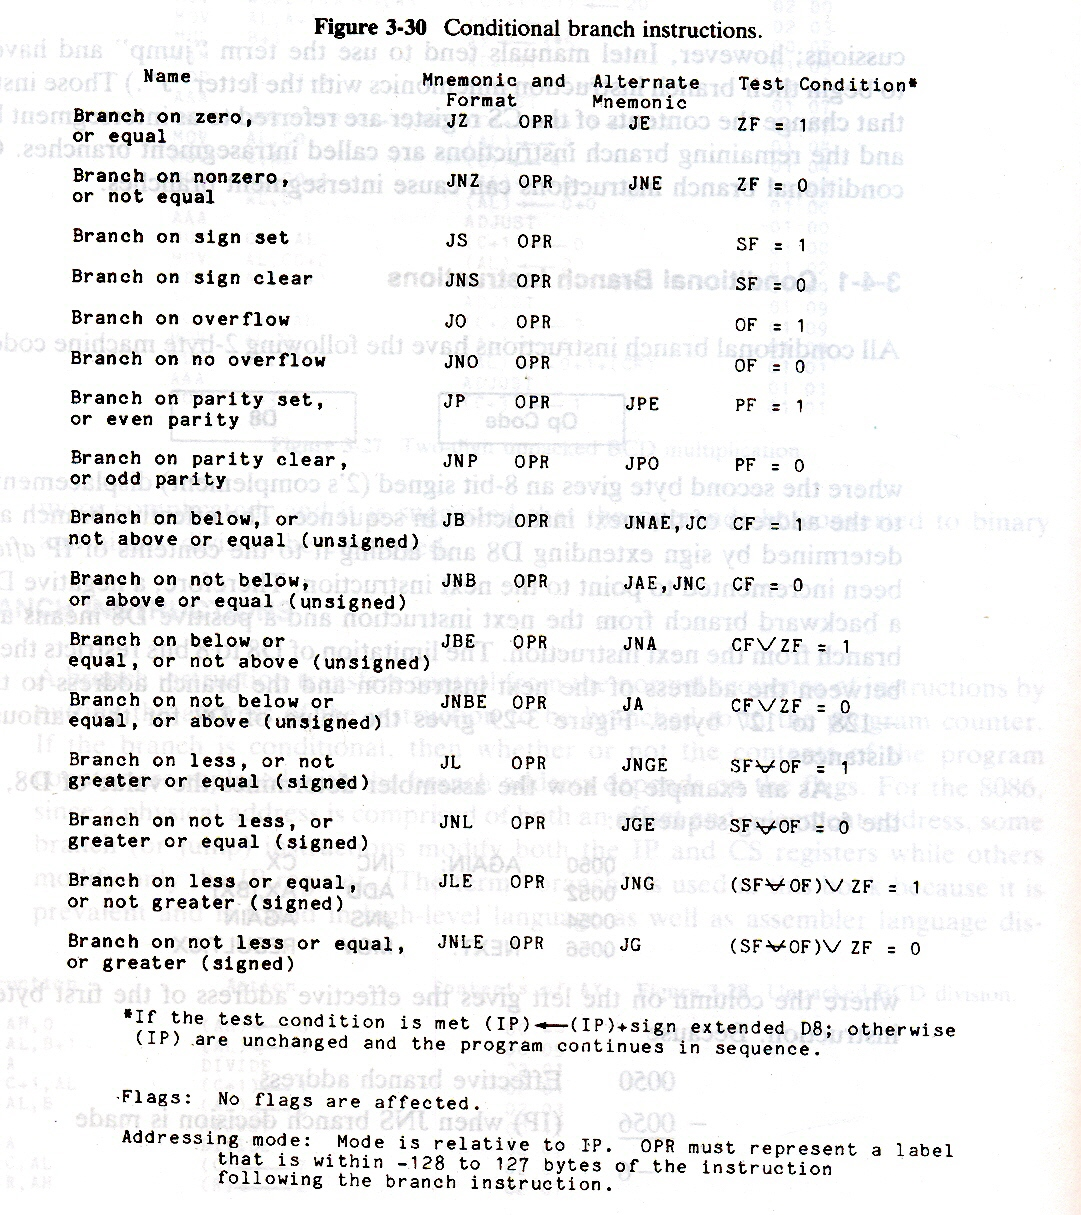 Figure 3-30 Conditional branch instructions.
Name Mnemonic and Alternate Test Condition*
Format Mnemonic
Branch on zero, JZ OPR JE ZF = 1
or equal
Branch on nonzero, JNZ OPR JNE ZF = 0
or not equal
Branch on sign set JS OPR SF = 1
Branch on sign clear JNS OPR SF = 0
Branch on overflow JO OPR OF = 1
Branch on no overflow JNO OPR OF = 0
Branch on parity set, JP OPR JPE PF = 1
or even parity
Branch on parity clear, JNP OPR JPO PF = 0
or odd parity
Branch on below, or JB OPR JNAE,JC CF = 1
not above or equal (unsigned)
Branch on not below, JNB OPR JAE,JNC CF = 0
or above or equal (unsigned)
Branch on below or JBE OPR JNA CF∨ZF = 1
equal, or not above (unsigned)
Branch on not below or JNBE OPR JA CF∨ZF = 0
equal, or above (unsigned)
Branch on less, or not JL OPR JNGE SF⊻OF = 1
greater or equal (signed)
Branch on not less, or JNL OPR JGE SF⊻OF = 0
greater or equal (signed)
Branch on less or equal, JLE OPR JNG (SF⊻OF)∨ ZF = 1
or not greater (signed)
Branch on not less or equal, JNLE OPR JG (SF⊻OF)∨ ZF = 0
or greater (signed)
*If the test condition is met (IP)←(IP)+sign extended D8; otherwise
(IP) are unchanged and the program continues in sequence.
Flags: No flags are affected.
Addressing mode: Mode is relative to IP. OPR must represent a label
that is within -128 to 127 bytes of the instruction
following the branch instruction.